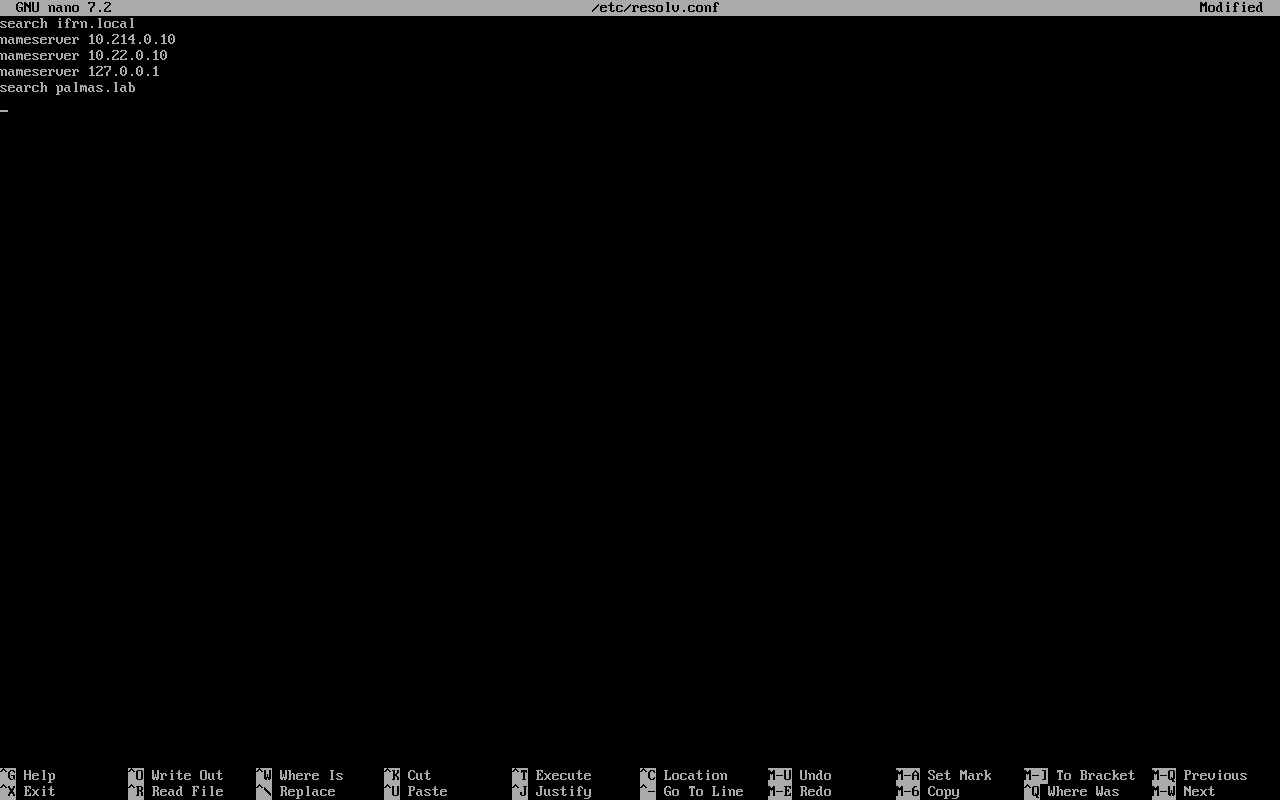 GNU nano 7.2 /etc/resolv.conf Modified
search ifrn.local
nameserver 10.214.0.10
nameserver 10.22.0.10
nameserver 127.0.0.1
search palmas.lab
^G Help ^O Write Out ^W Where Is ^K Cut ^T Execute ^C Location M-U Undo M-A Set Mark M-] To Bracket M-Q Previous
^X Exit ^R Read File ^\ Replace ^U Paste ^J Justify ^- Go To Line M-E Redo M-6 Copy ^Q Where Was M-W Next